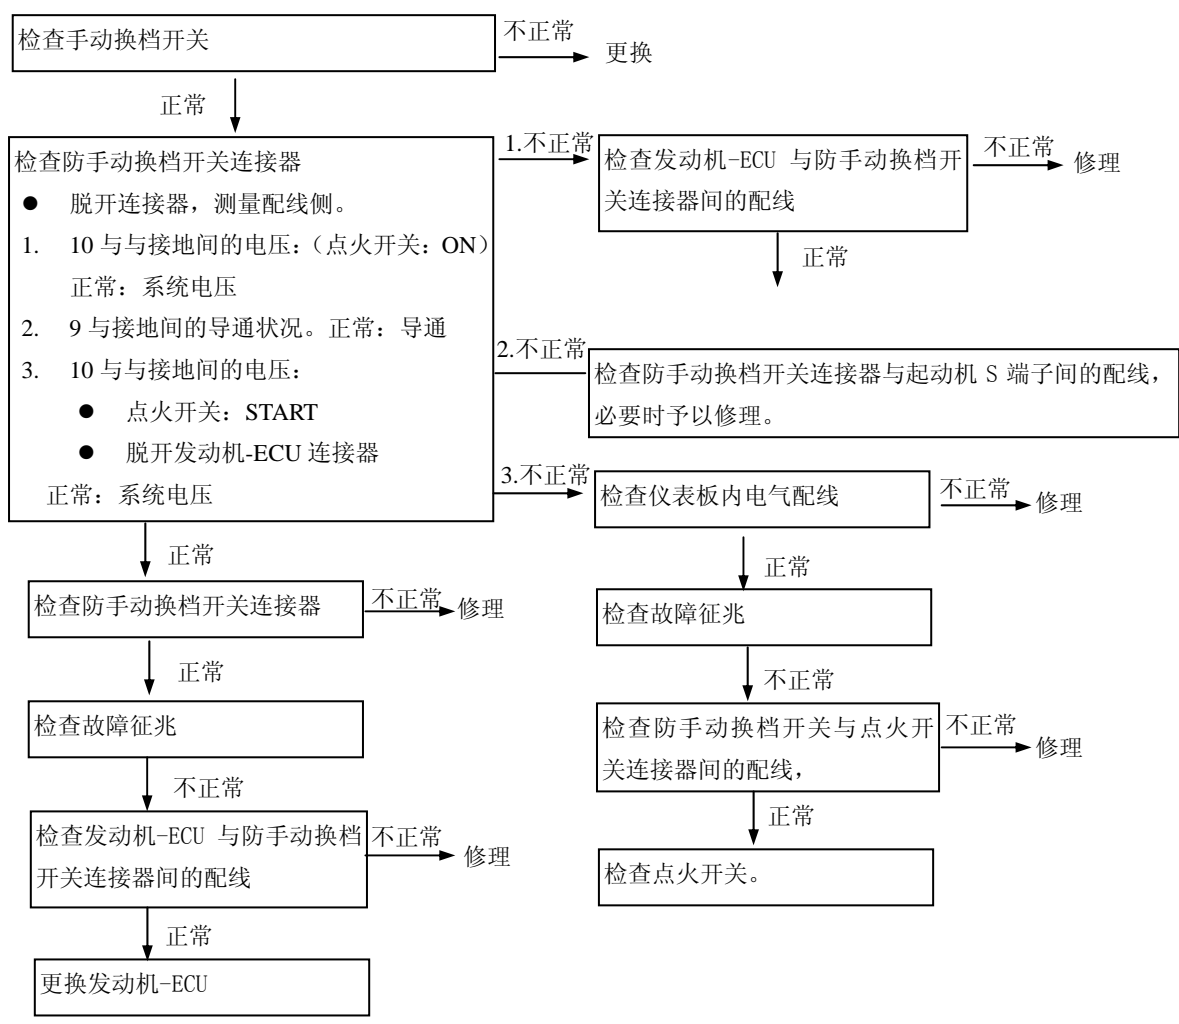 检查手动换档开关
不正常
更换
正常
检查防手动换档开关连接器
● 脱开连接器，测量配线侧。
1. 10 与与接地间的电压：（点火开关：ON）
正常：系统电压
2. 9 与接地间的导通状况。正常：导通
3. 10 与与接地间的电压：
● 点火开关：START
● 脱开发动机-ECU 连接器
正常：系统电压
1.不正常
检查发动机-ECU 与防手动换档开
关连接器间的配线
不正常
修理
正常
2.不正常
检查防手动换档开关连接器与起动机 S 端子间的配线，
必要时予以修理。
3.不正常
检查仪表板内电气配线
不正常
修理
正常
检查故障征兆
不正常
检查防手动换档开关与点火开
关连接器间的配线，
不正常
修理
正常
检查点火开关。
正常
检查防手动换档开关连接器
不正常
修理
正常
检查故障征兆
不正常
检查发动机-ECU 与防手动换档
开关连接器间的配线
不正常
修理
正常
更换发动机-ECU